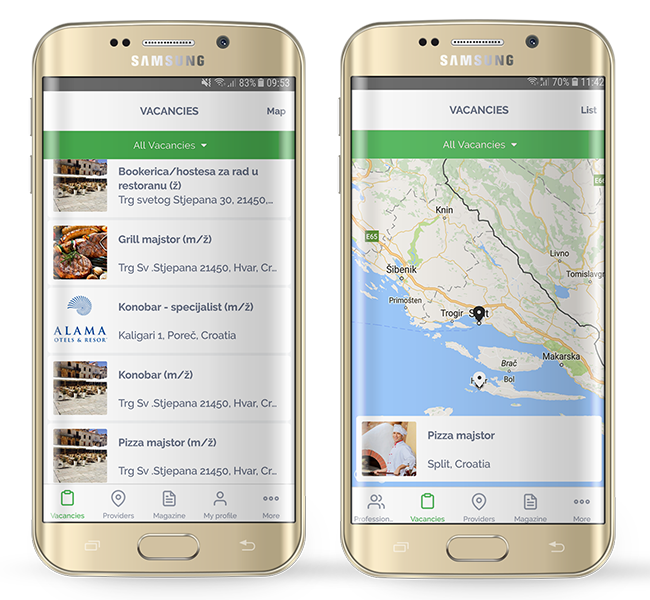 SAMSUNG
83% 09:53
VACANCIES
Map
All Vacancies
Bookerica/hostesa za rad u
restoranu (ž)
Trg svetog Stjepana 30, 21450,...
Grill majstor (m/ž)
Trg Sv .Stjepana 21450, Hvar, Cr...
ALAMA
OTELS & RESOR
Konobar - specijalist (m/ž)
Kaligari 1, Poreč, Croatia
Konobar (m/ž)
Trg Sv .Stjepana 21450, Hvar, Cr...
Pizza majstor (m/ž)
Trg Sv .Stjepana 21450, Hvar, Cr...
Vacancies
Providers
Magazine
My profile
More
SAMSUNG
70% 11:42
VACANCIES
List
All Vacancies
Knin
E65
Livno
Šibenik
Tomislavgr
Primošten
Trogir
Split
Makarska
Brač
Bol
Pizza majstor
Split, Croatia
Profession...
Vacancies
Providers
Magazine
More